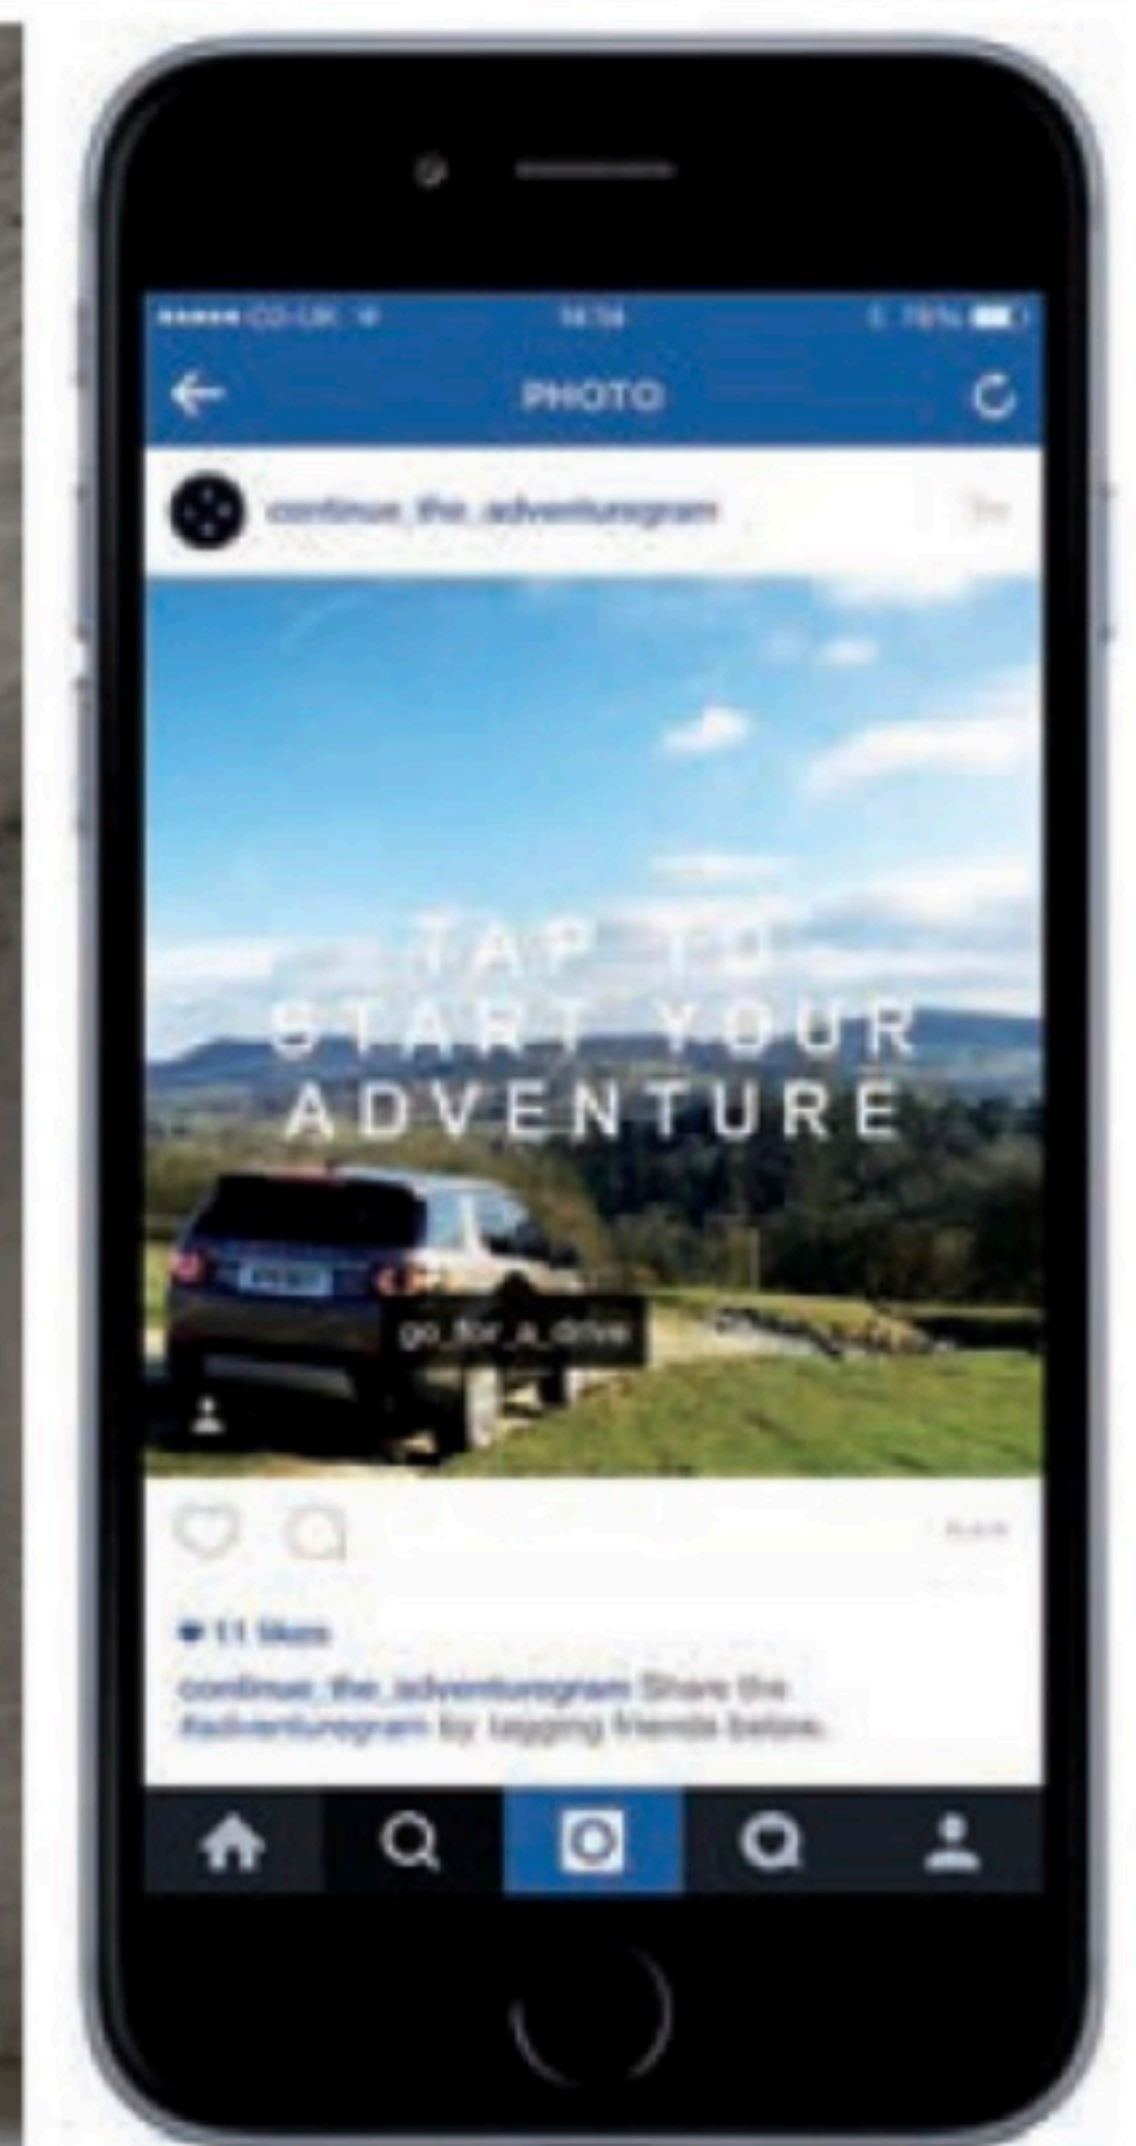 PHOTO
continue_the_adventuregram
TAP TO
START YOUR
ADVENTURE
go_for_a_drive
11 likes
continue_the_adventuregram Share the
#adventuregram by tagging friends below.